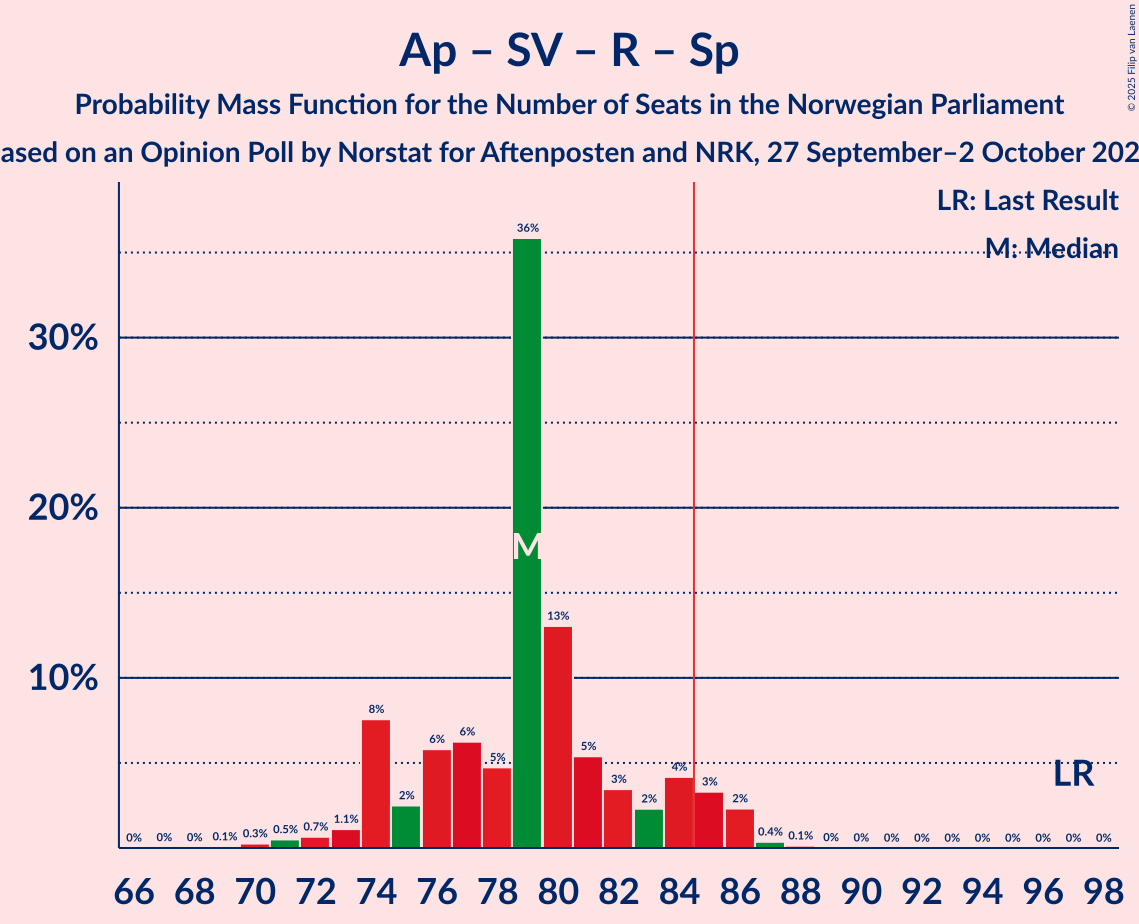 Ap – SV – R – Sp
Probability Mass Function for the Number of Seats in the Norwegian Parliament
ased on an Opinion Poll by Norstat for Aftenposten and NRK, 27 September–2 October 202
© 2025 Filip van Laenen
LR: Last Result
M: Median
30%
20%
10%
0% 0% 0% 0.1% 0.3% 0.5% 0.7% 1.1% 8% 2% 6% 6% 5% 36% 13% 5% 3% 2% 4% 3% 2% 0.4% 0.1% 0% 0% 0% 0% 0% 0% 0% 0% 0% 0%
M
LR
66 68 70 72 74 76 78 80 82 84 86 88 90 92 94 96 98